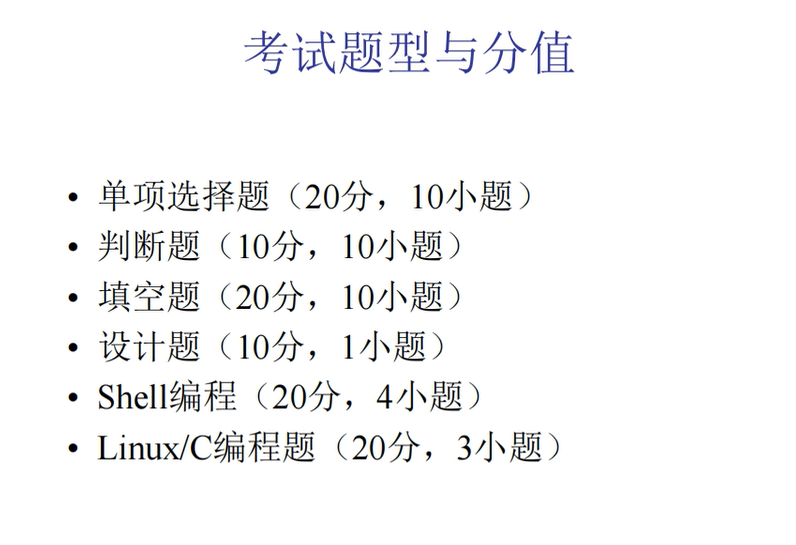 考试题型与分值
• 单项选择题（20分，10小题）
• 判断题（10分，10小题）
• 填空题（20分，10小题）
• 设计题（10分，1小题）
• Shell编程（20分，4小题）
• Linux/C编程题（20分，3小题）